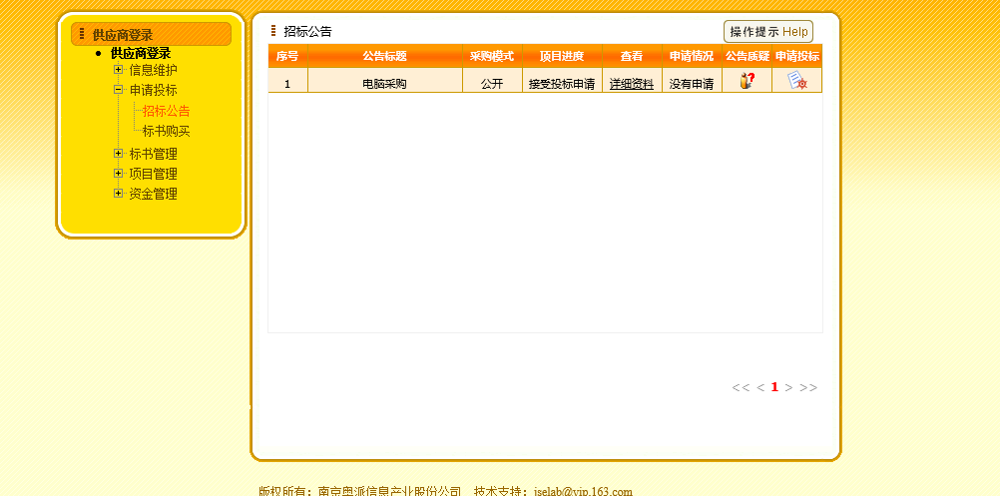 供应商登录
供应商登录
信息维护
申请投标
招标公告
标书购买
标书管理
项目管理
资金管理
招标公告
操作提示 Help
序号 公告标题 采购模式 项目进度 查看 申请情况 公告质疑 申请投标
1 电脑采购 公开 接受投标申请 详细资料 没有申请
<< < 1 > >>
版权所有：南京奥派信息产业股份公司 技术支持：jselab@vip.163.com